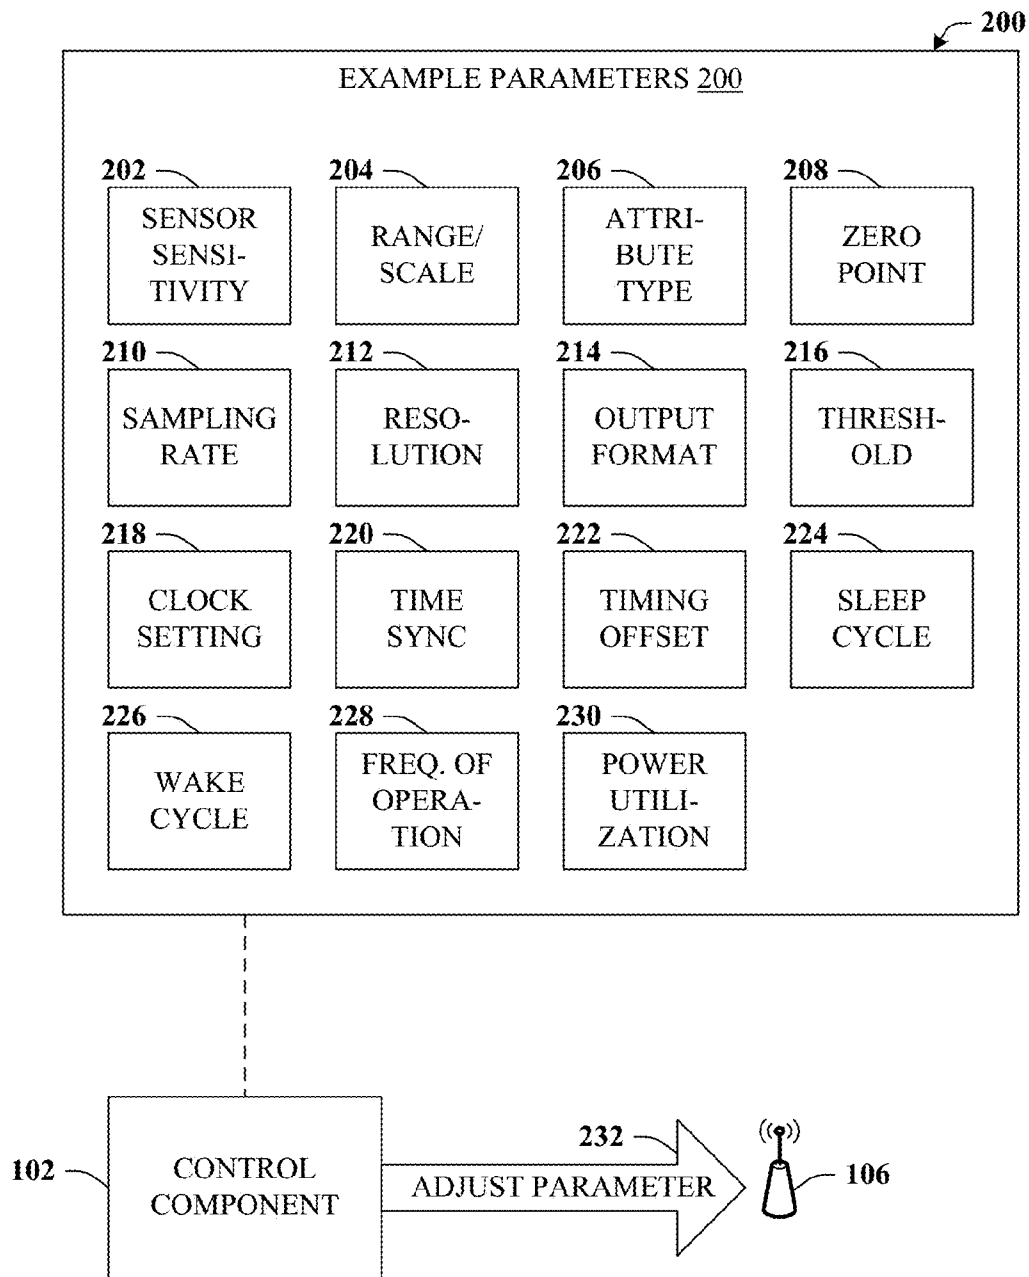 200
EXAMPLE PARAMETERS 200
202
SENSOR
SENSI-
TIVITY
204
RANGE/
SCALE
206
ATTRI-
BUTE
TYPE
208
ZERO
POINT
210
SAMPLING
RATE
212
RESO-
LUTION
214
OUTPUT
FORMAT
216
THRESH-
OLD
218
CLOCK
SETTING
220
TIME
SYNC
222
TIMING
OFFSET
224
SLEEP
CYCLE
226
WAKE
CYCLE
228
FREQ. OF
OPERA-
TION
230
POWER
UTILI-
ZATION
102
CONTROL
COMPONENT
232
ADJUST PARAMETER
106